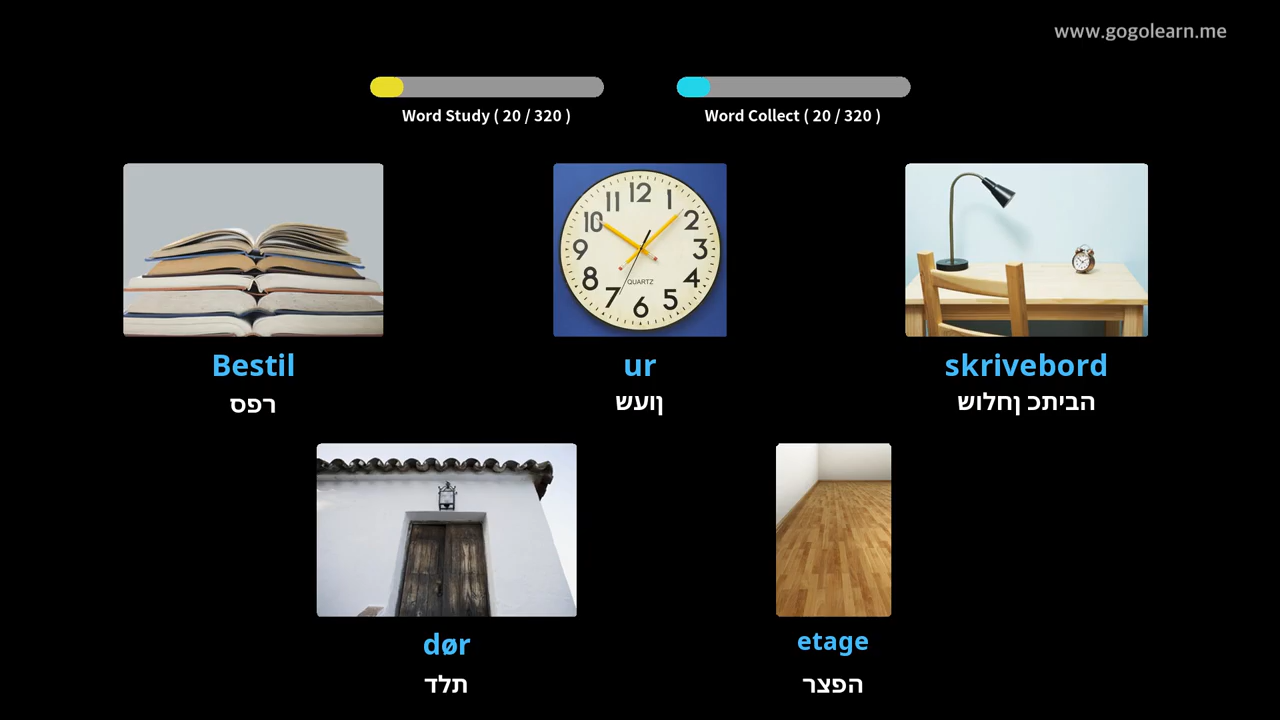 www.gogolearn.me
Word Study ( 20 / 320 )
Word Collect ( 20 / 320 )
12
1
2
3
4
5
6
7
8
9
10
11
QUARTZ
Bestil
רפס
ur
ןועש
skrivebord
הביתכ ןחלוש
dør
תלד
etage
הפצר